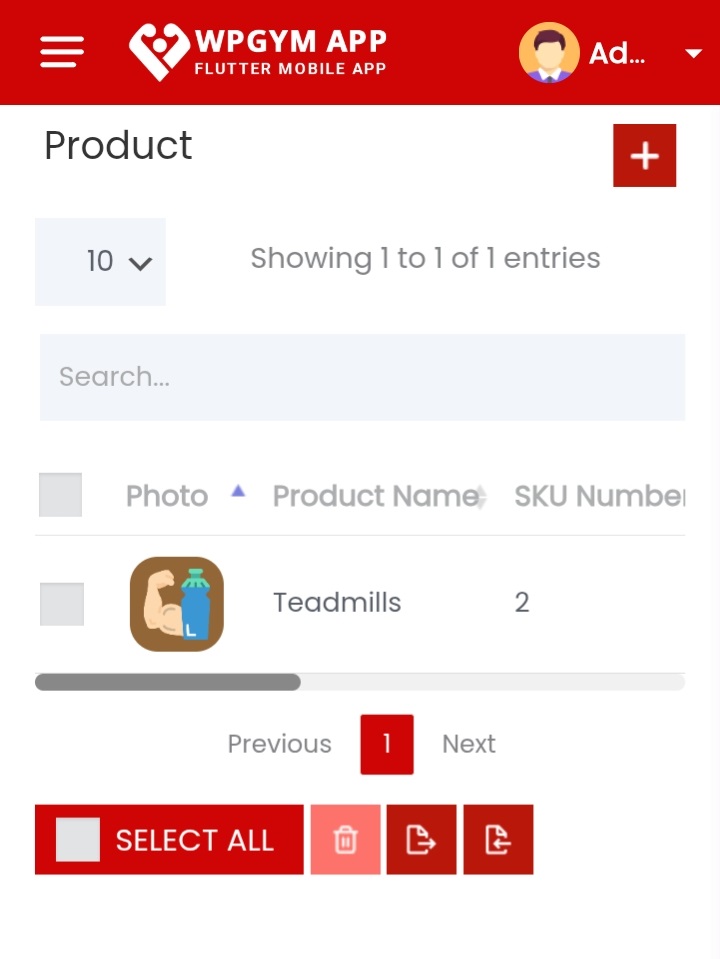 WPGYM APP
FLUTTER MOBILE APP
Ad...
Product
10
Showing 1 to 1 of 1 entries
Search...
Photo Product Name SKU Number
L
Teadmills 2
Previous 1 Next
SELECT ALL